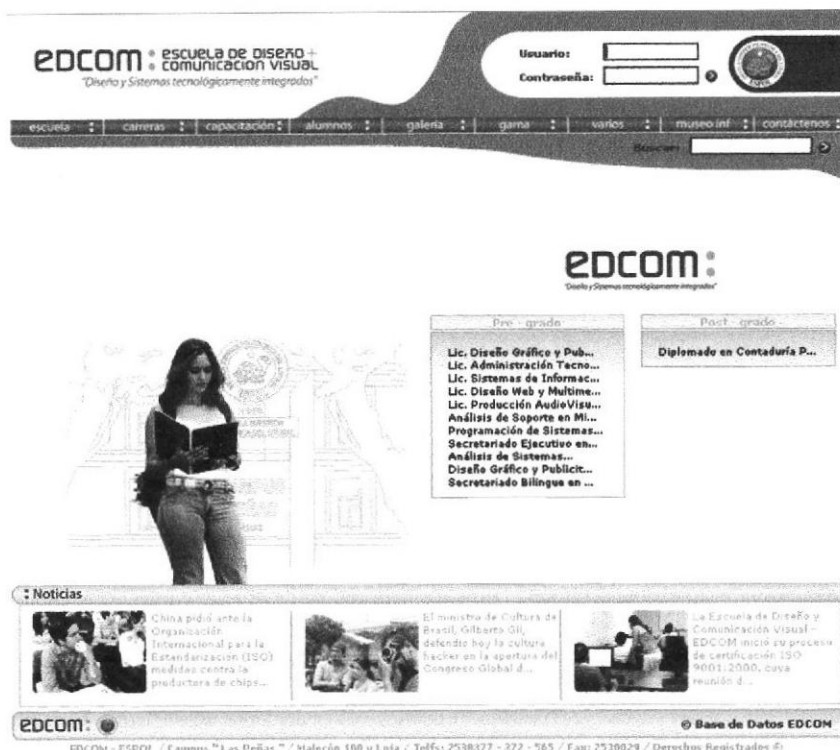 EDCOM : ESCUELA DE DISEÑO +
COMUNICACIÓN VISUAL
"Diseño y Sistemas tecnológicamente integrados"
Usuario:
Contraseña:
ESPOL
escuela : carreras : capacitación : alumnos : galería : gama : varios : museo.inf : contáctenos :
Buscar:
EDCOM :
"Diseño y Sistemas tecnológicamente integrados"
Pre - grado
Lic. Diseño Gráfico y Pub...
Lic. Administración Tecno...
Lic. Sistemas de Informac...
Lic. Diseño Web y Multime...
Lic. Producción AudioVisu...
Análisis de Soporte en Mi...
Programación de Sistemas...
Secretariado Ejecutivo en...
Análisis de Sistemas...
Diseño Gráfico y Publicit...
Secretariado Bilingue en ...
Post - grado
Diplomado en Contaduría P...
: Noticias
China pidió ante la
Organización
Internacional para la
Estandarización (ISO)
medidas contra la
productora de chips...
El ministro de Cultura de
Brasil, Gilberto Gil,
defendió hoy la cultura
hacker en la apertura del
Congreso Global d...
La Escuela de Diseño y
Comunicación Visual -
EDCOM inició su proceso
de certificación ISO
9001:2000, cuya
reunión d...
EDCOM :
© Base de Datos EDCOM
EDCOM - ESPOL / Campus "Las Peñas" / Malecón 100 y Loja / Telfs: 2530377 - 272 - 565 / Fax: 2530029 / Derechos Registrados ©